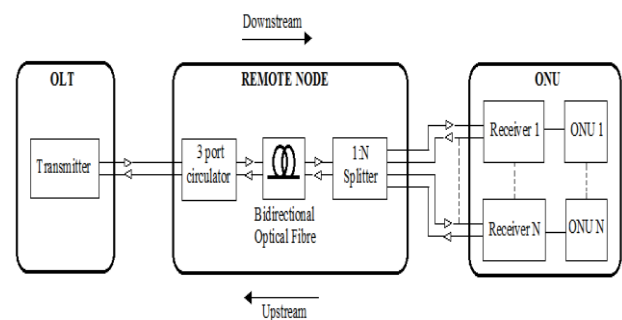 Downstream
OLT
REMOTE NODE
ONU
Transmitter
3 port
circulator
Bidirectional
Optical Fibre
1:N
Splitter
Receiver 1
ONU 1
Receiver N
ONU N
Upstream